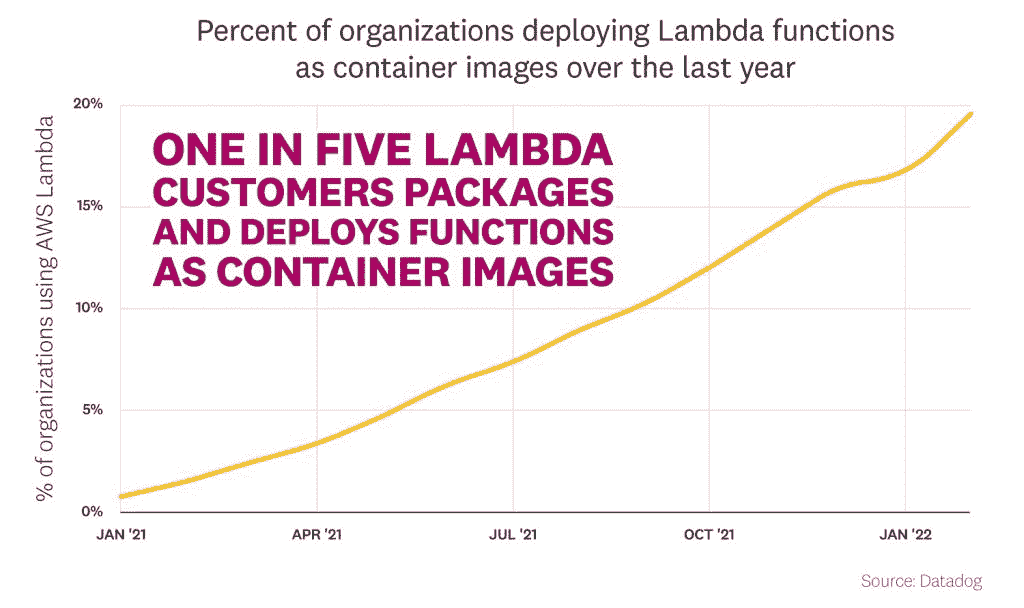 Percent of organizations deploying Lambda functions
as container images over the last year
% of organizations using AWS Lambda
20%
15%
10%
5%
0%
ONE IN FIVE LAMBDA
CUSTOMERS PACKAGES
AND DEPLOYS FUNCTIONS
AS CONTAINER IMAGES
JAN '21
APR '21
JUL '21
OCT '21
JAN '22
Source: Datadog